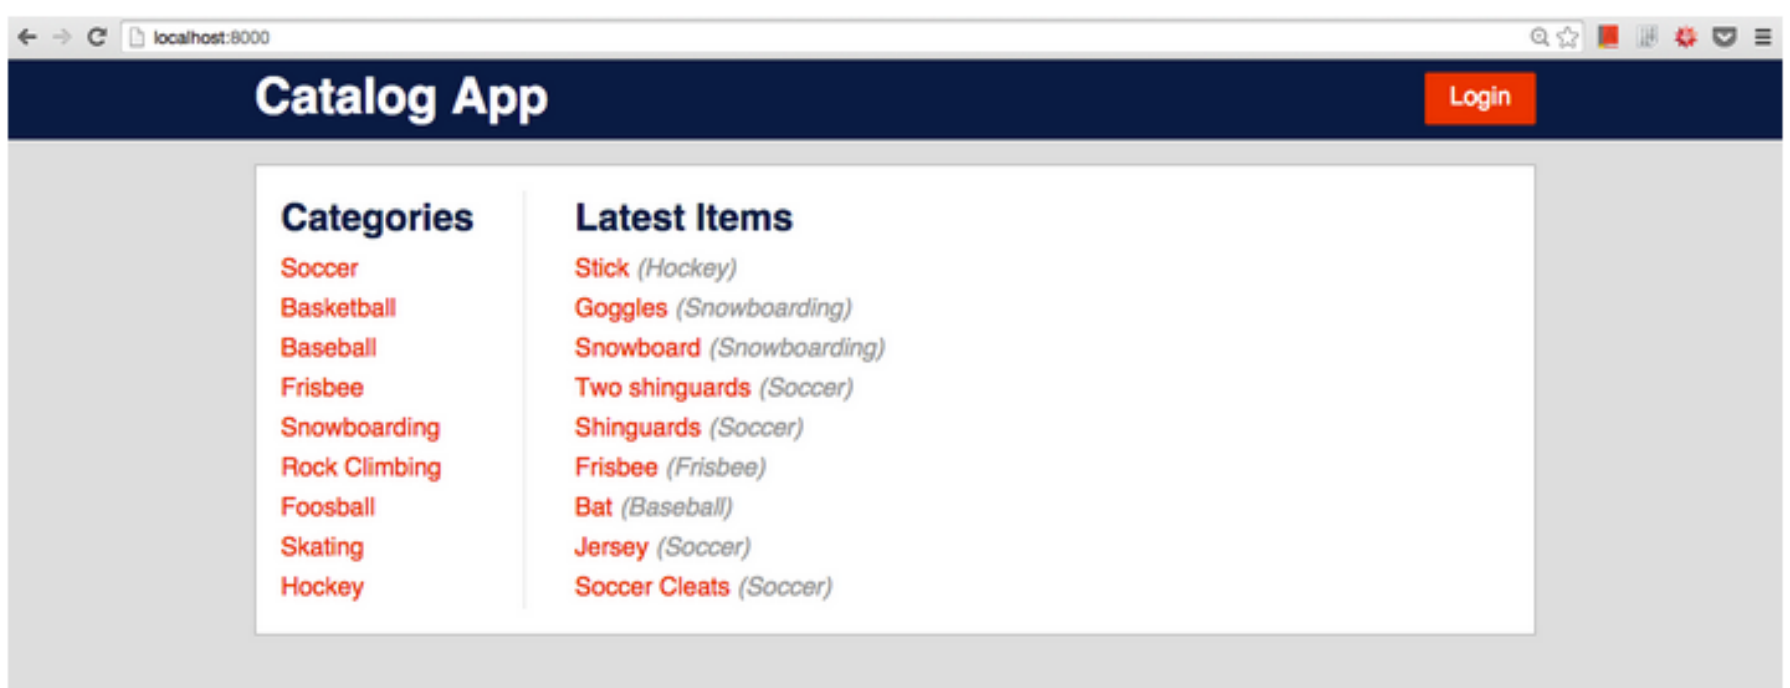 localhost:8000
Catalog App
Login
Categories
Soccer
Basketball
Baseball
Frisbee
Snowboarding
Rock Climbing
Foosball
Skating
Hockey
Latest Items
Stick (Hockey)
Goggles (Snowboarding)
Snowboard (Snowboarding)
Two shinguards (Soccer)
Shinguards (Soccer)
Frisbee (Frisbee)
Bat (Baseball)
Jersey (Soccer)
Soccer Cleats (Soccer)